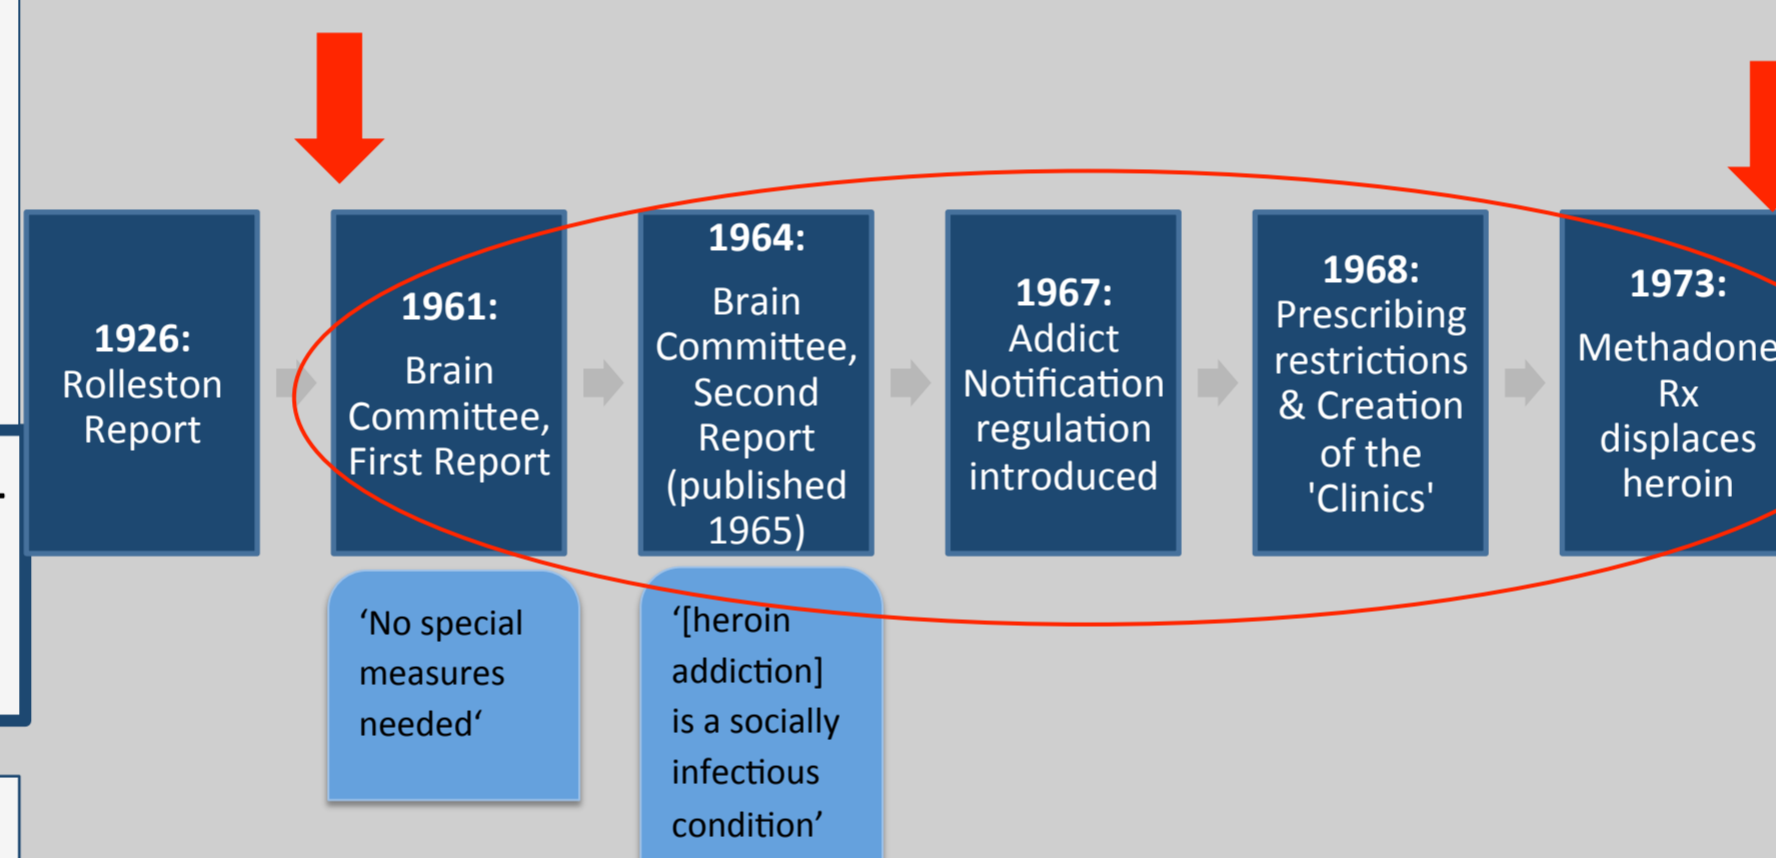 1926:
Rolleston
Report
1961:
Brain
Committee,
First Report
1964:
Brain
Committee,
Second
Report
(published
1965)
1967:
Addict
Notification
regulation
introduced
1968:
Prescribing
restrictions
& Creation
of the
'Clinics'
1973:
Methadone
Rx
displaces
heroin
‘No special
measures
needed‘
‘[heroin
addiction]
is a socially
infectious
condition’